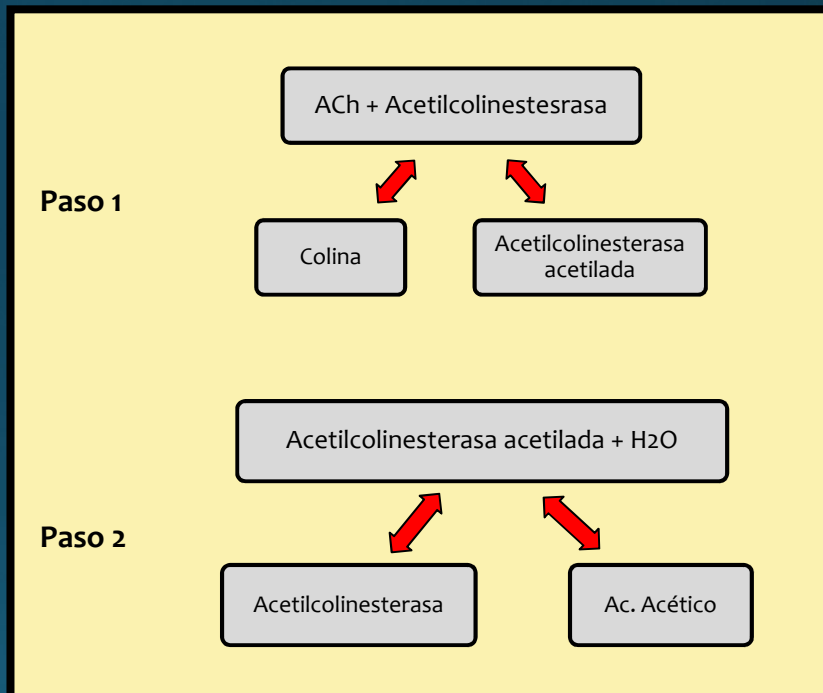 ACh + Acetilcolinestesrasa
Paso 1
Colina
Acetilcolinesterasa
acetilada
Acetilcolinesterasa acetilada + H2O
Paso 2
Acetilcolinesterasa
Ac. Acético